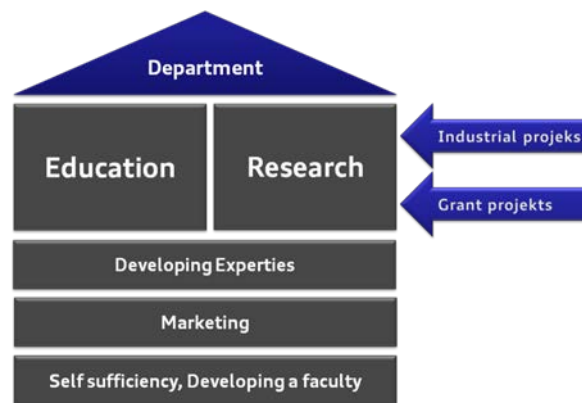 Department
Education
Research
Industrial projeks
Grant projekts
Developing Experties
Marketing
Self sufficiency, Developing a faculty